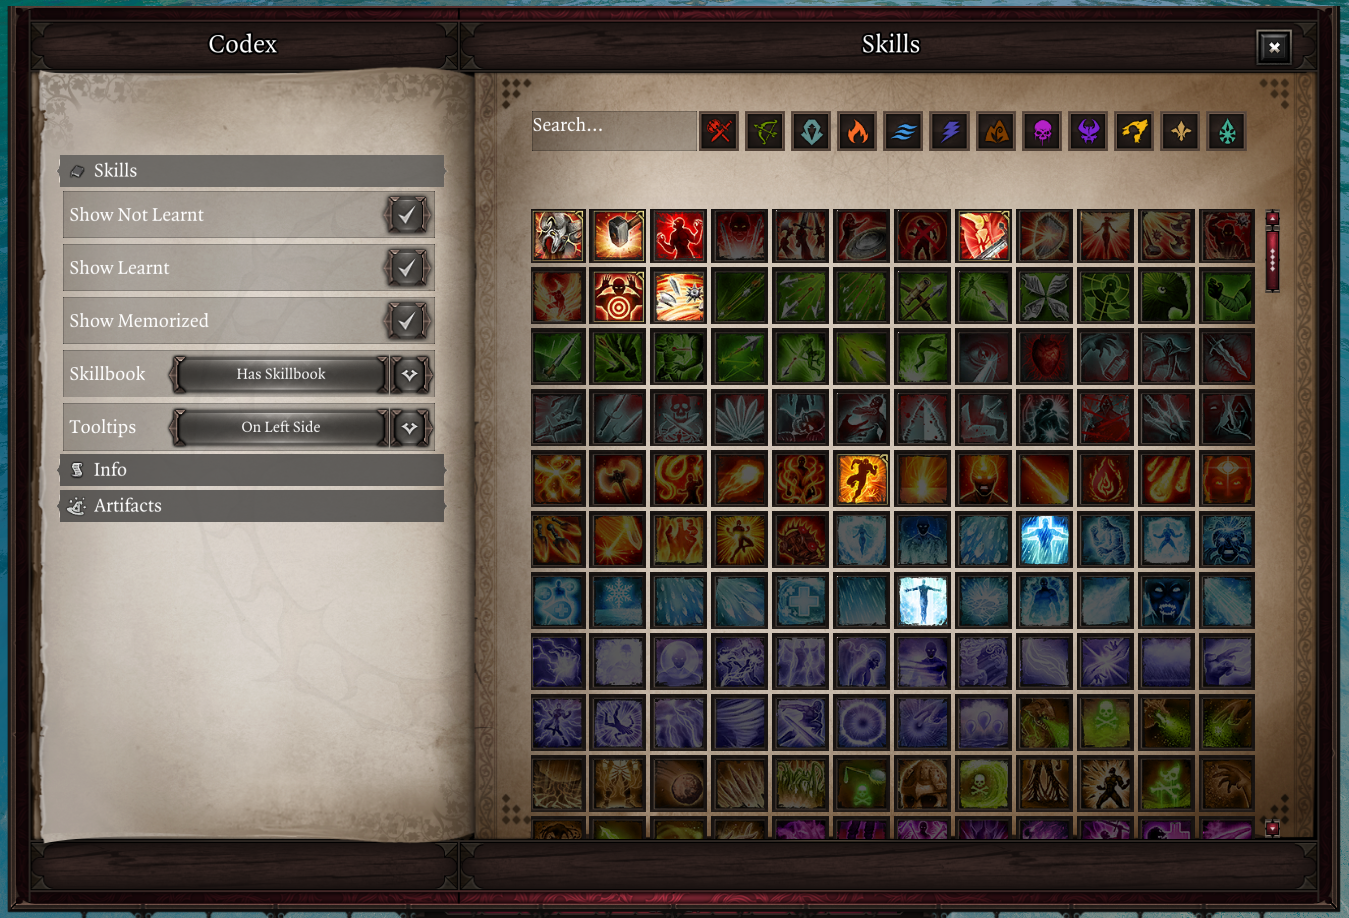 Codex
Skills
Search...
Skills
Show Not Learnt
Show Learnt
Show Memorized
Skillbook
Has Skillbook
Tooltips
On Left Side
Info
Artifacts